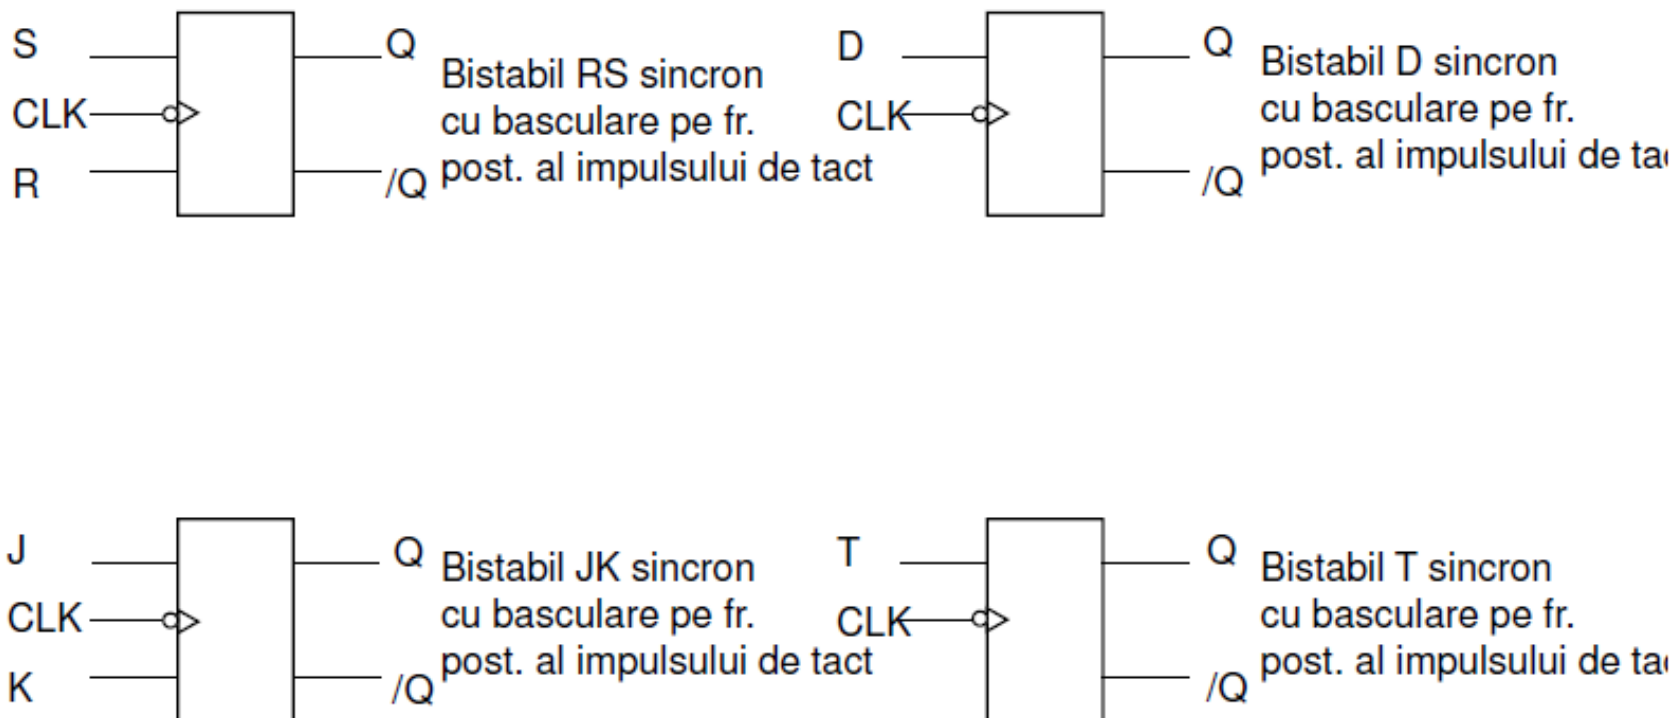 S
CLK
R
Q
/Q
Bistabil RS sincron
cu basculare pe fr.
post. al impulsului de tact
D
CLK
Q
/Q
Bistabil D sincron
cu basculare pe fr.
post. al impulsului de
J
CLK
K
Q
/Q
Bistabil JK sincron
cu basculare pe fr.
post. al impulsului de tact
T
CLK
Q
/Q
Bistabil T sincron
cu basculare pe fr.
post. al impulsului de